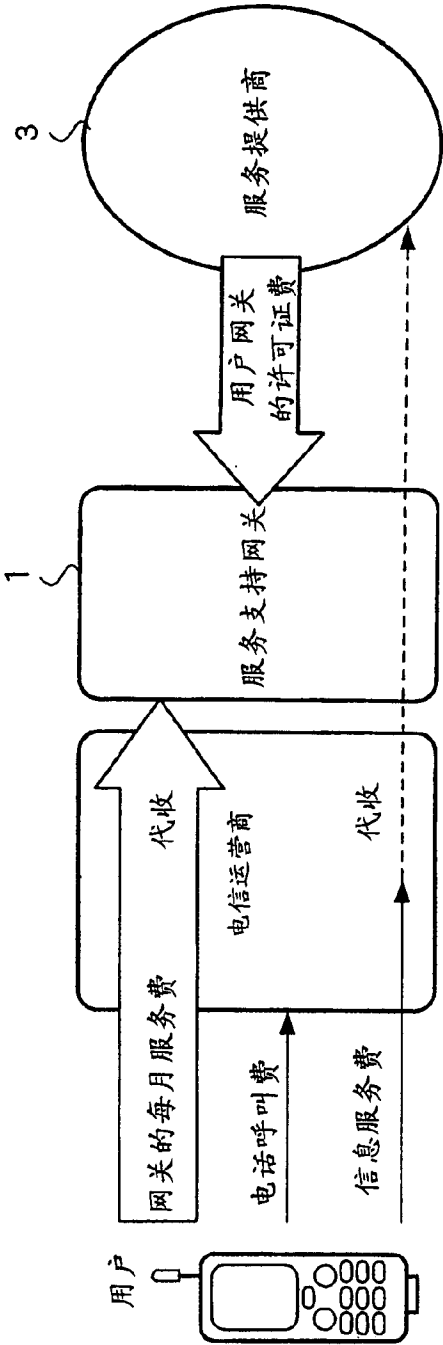 用户
网关的每月服务费
代收
电话呼叫费
电信运营商
信息服务费
代收
1
服务支持网关
用户网关
的许可证费
3
服务提供商